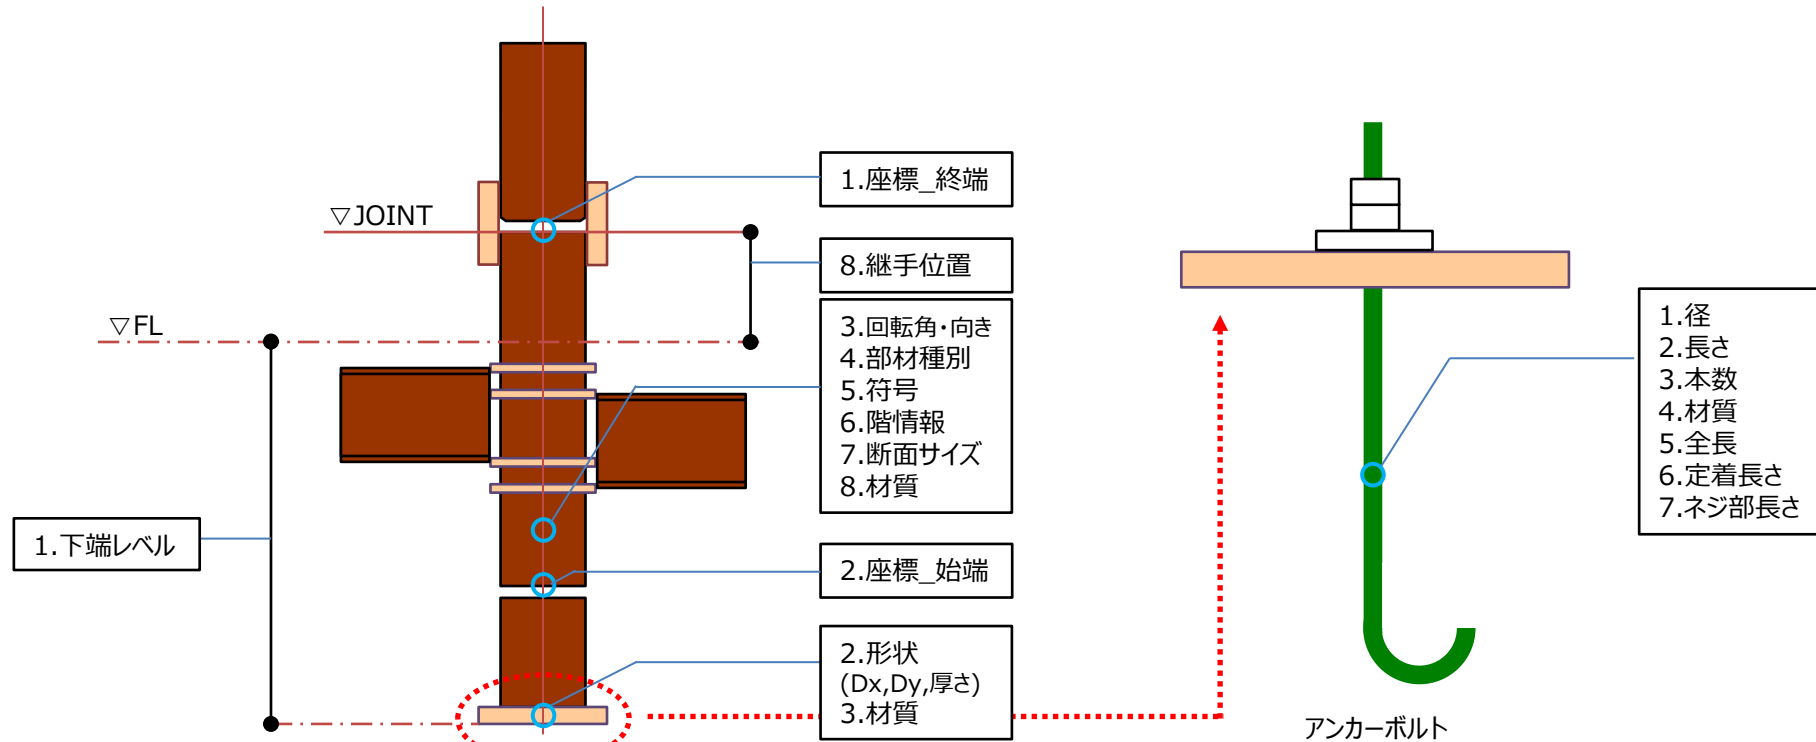 1.座標_終端
▽JOINT
8.継手位置
▽FL
3.回転角・向き
4.部材種別
5.符号
6.階情報
7.断面サイズ
8.材質
1.下端レベル
2.座標_始端
2.形状
(Dx,Dy,厚さ)
3.材質
1.径
2.長さ
3.本数
4.材質
5.全長
6.定着長さ
7.ネジ部長さ
アンカーボルト